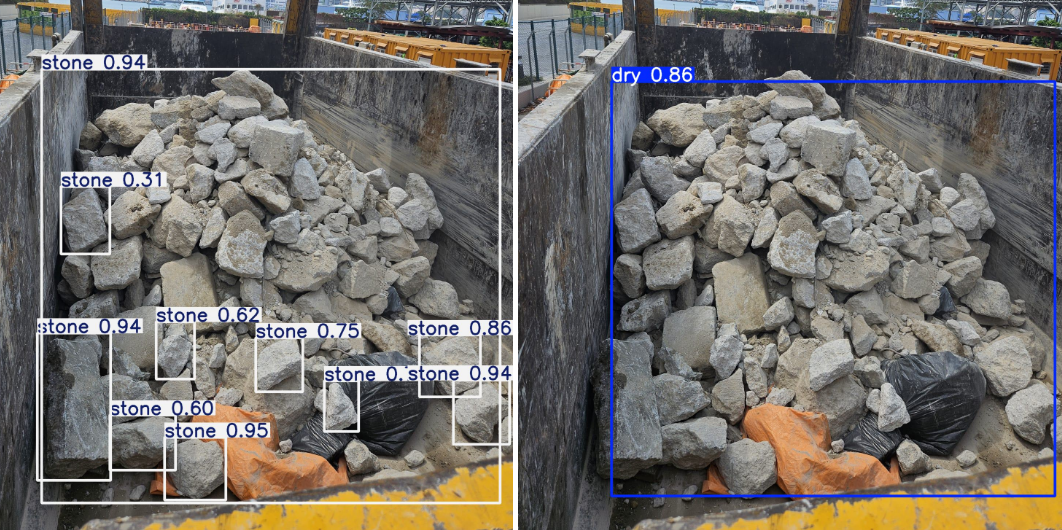 stone 0.94
dry 0.86
stone 0.31
stone 0.62
stone 0.94
stone 0.75
stone 0.86
stone 0.
stone 0.94
stone 0.60
stone 0.95